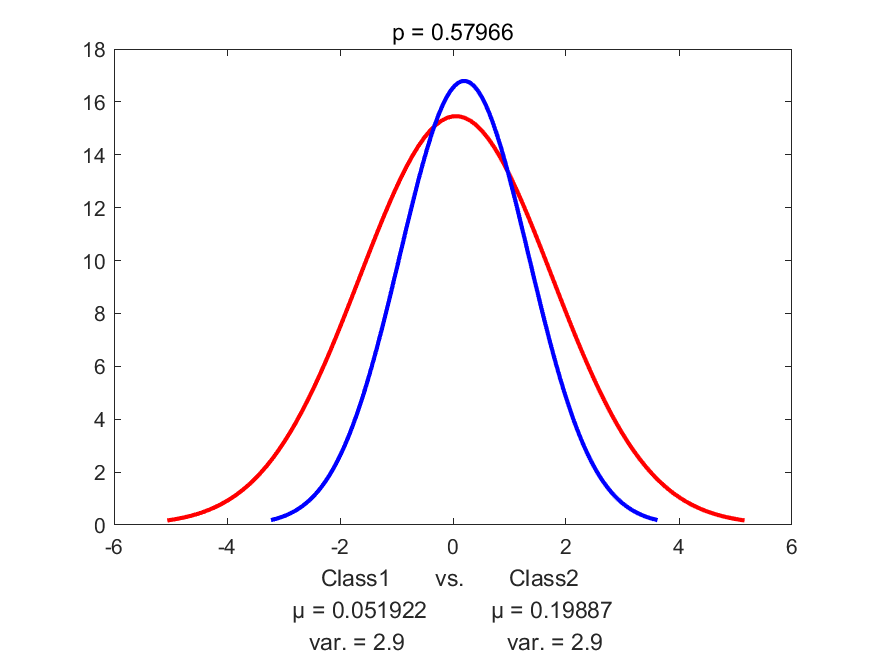 p = 0.57966
18
16
14
12
10
8
6
4
2
0
-6 -4 -2 0 2 4 6
Class1 vs. Class2
μ = 0.051922 μ = 0.19887
var. = 2.9 var. = 2.9